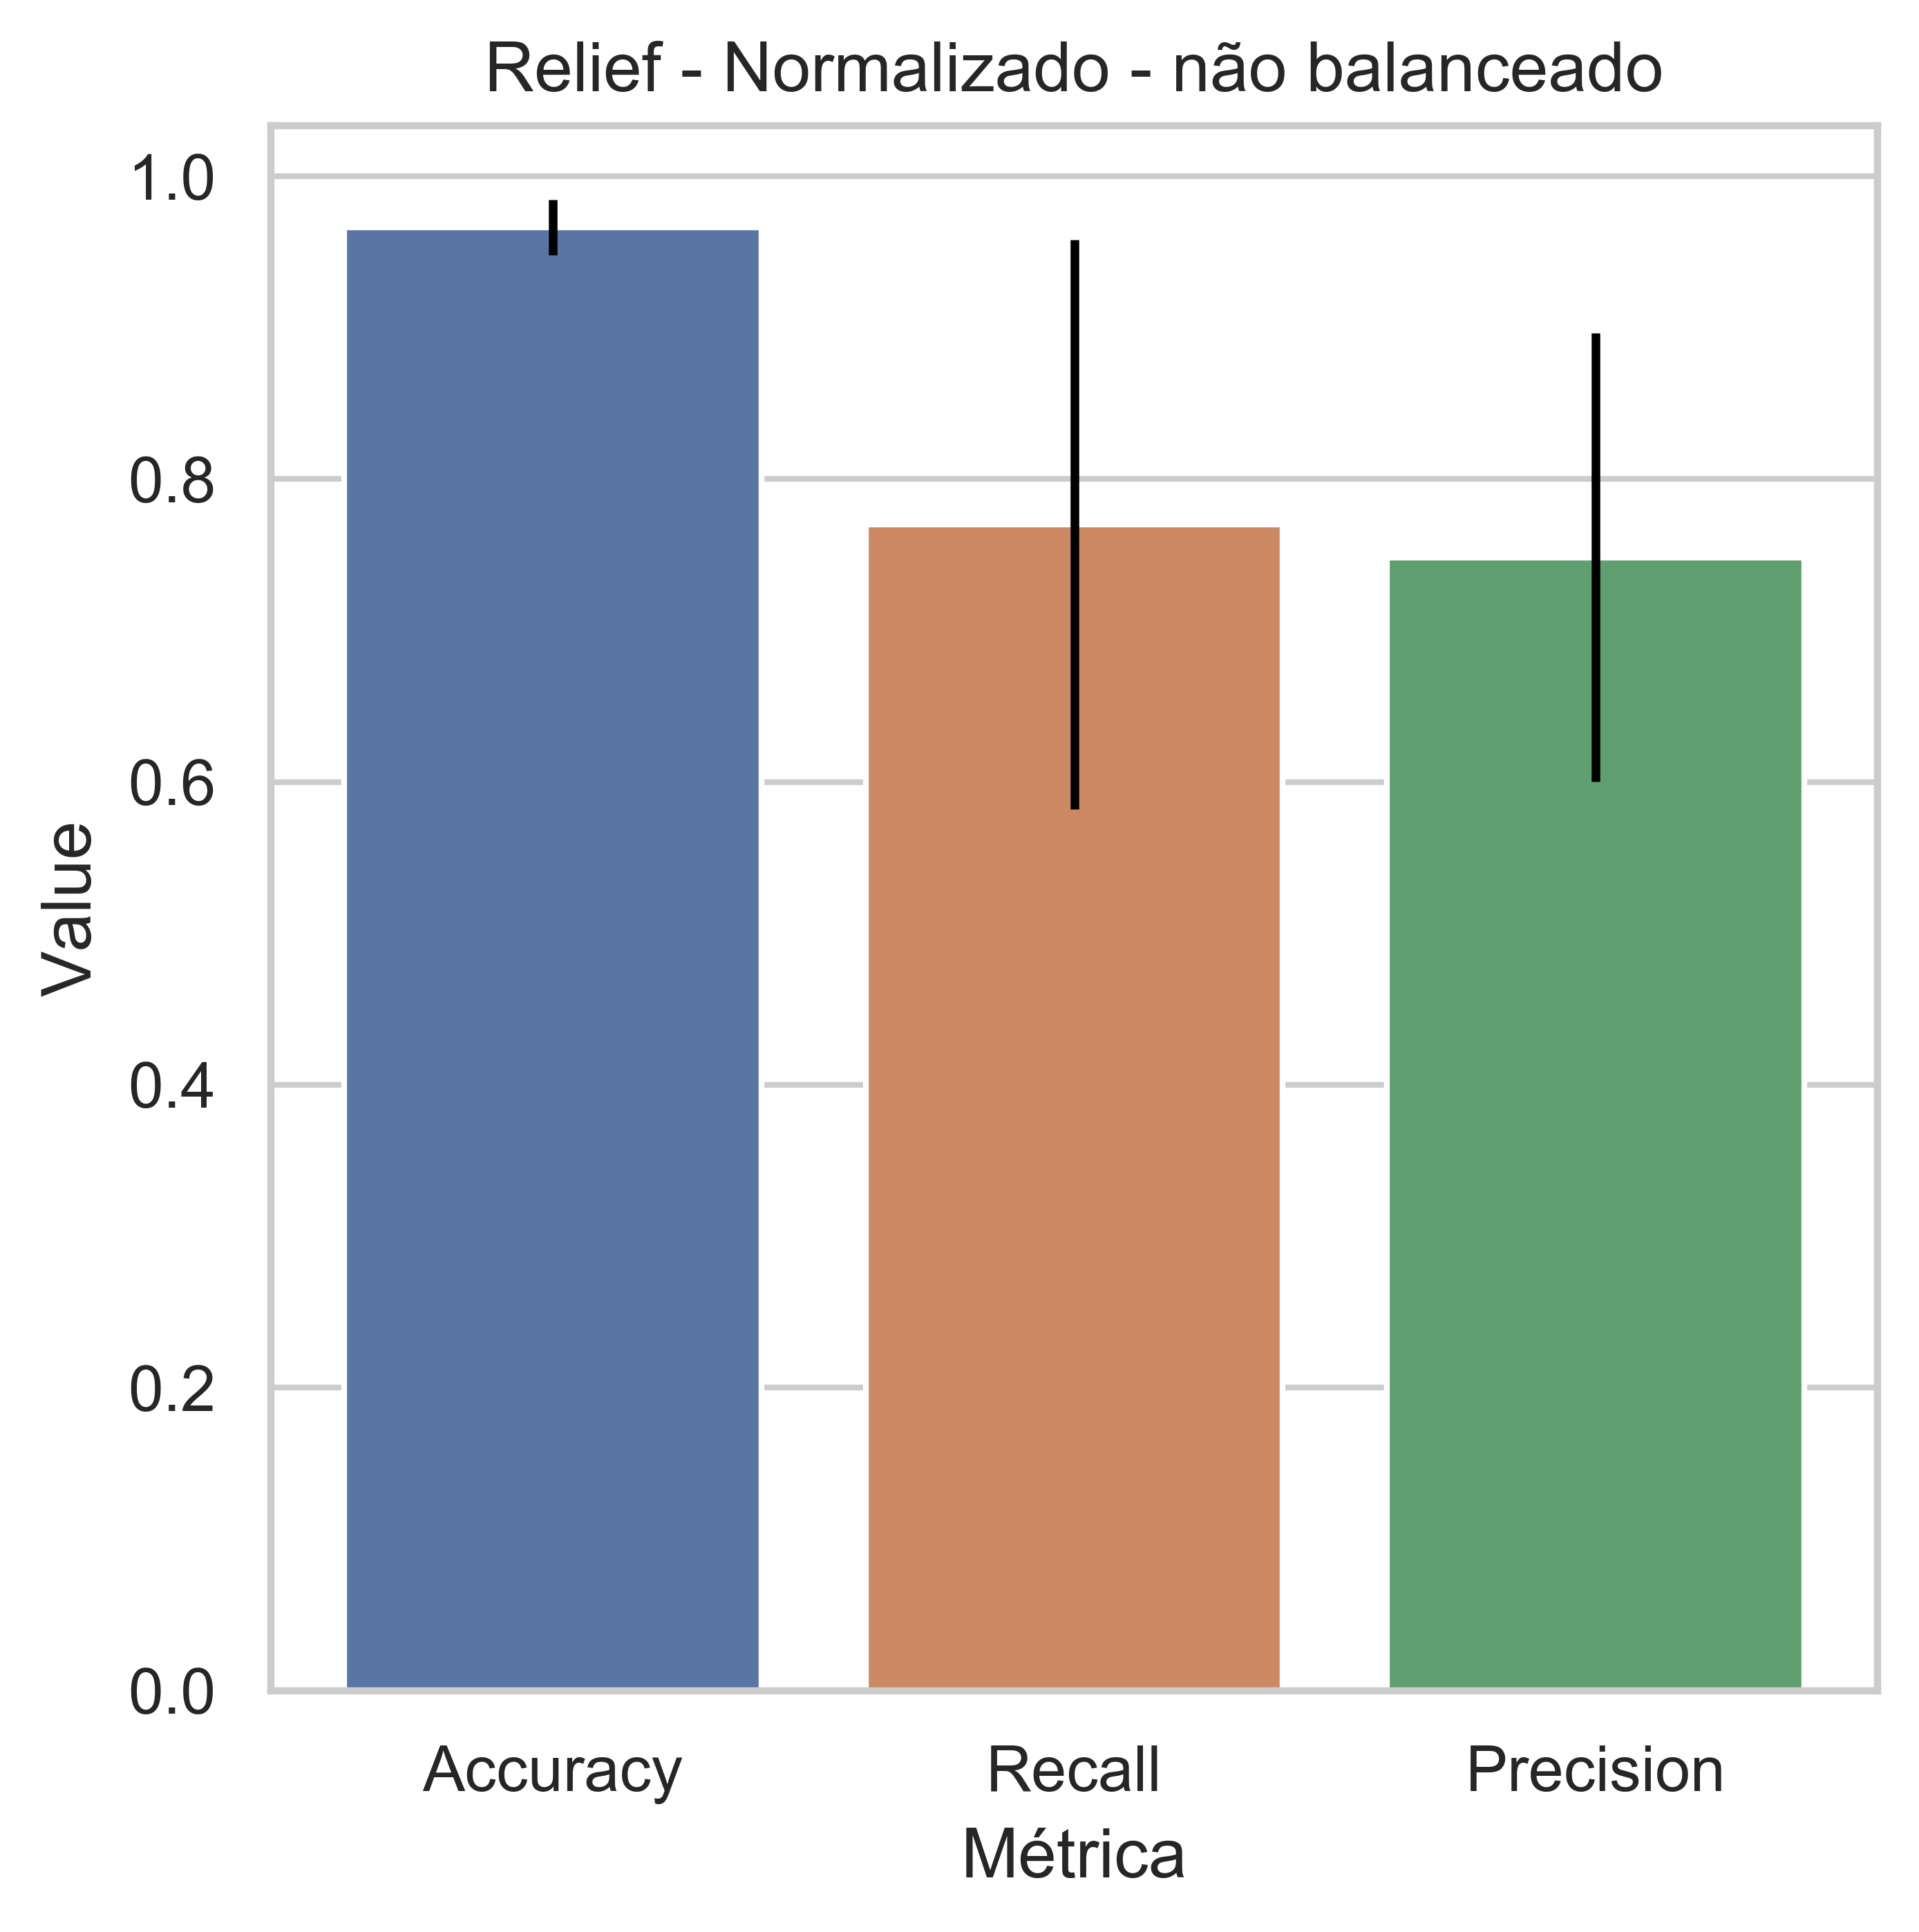 Relief - Normalizado - não balanceado
1.0
0.8
0.6
0.4
0.2
0.0
Value
Accuracy Recall Precision
Métrica